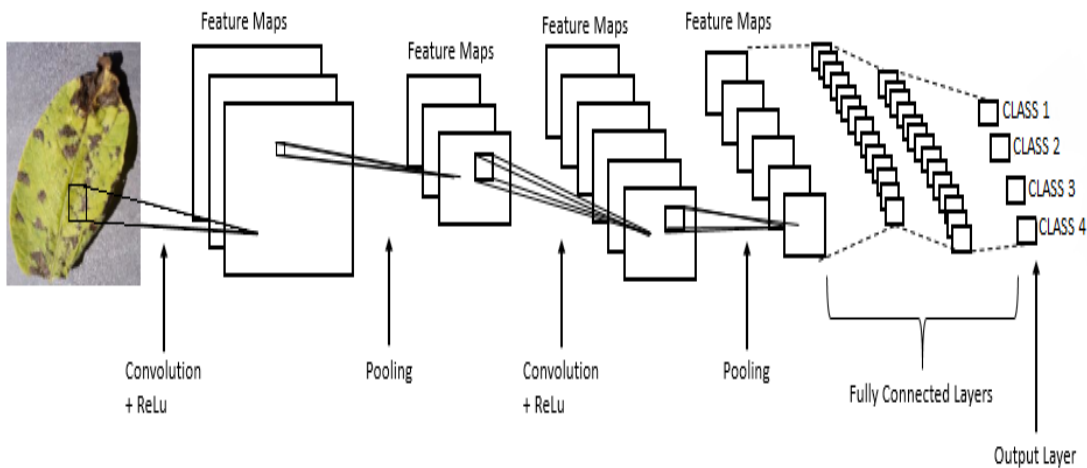 Feature Maps
Feature Maps
Feature Maps
Feature Maps
CLASS 1
CLASS 2
CLASS 3
CLASS 4
Convolution
+ ReLu
Pooling
Convolution
+ ReLu
Pooling
Fully Connected Layers
Output Layer